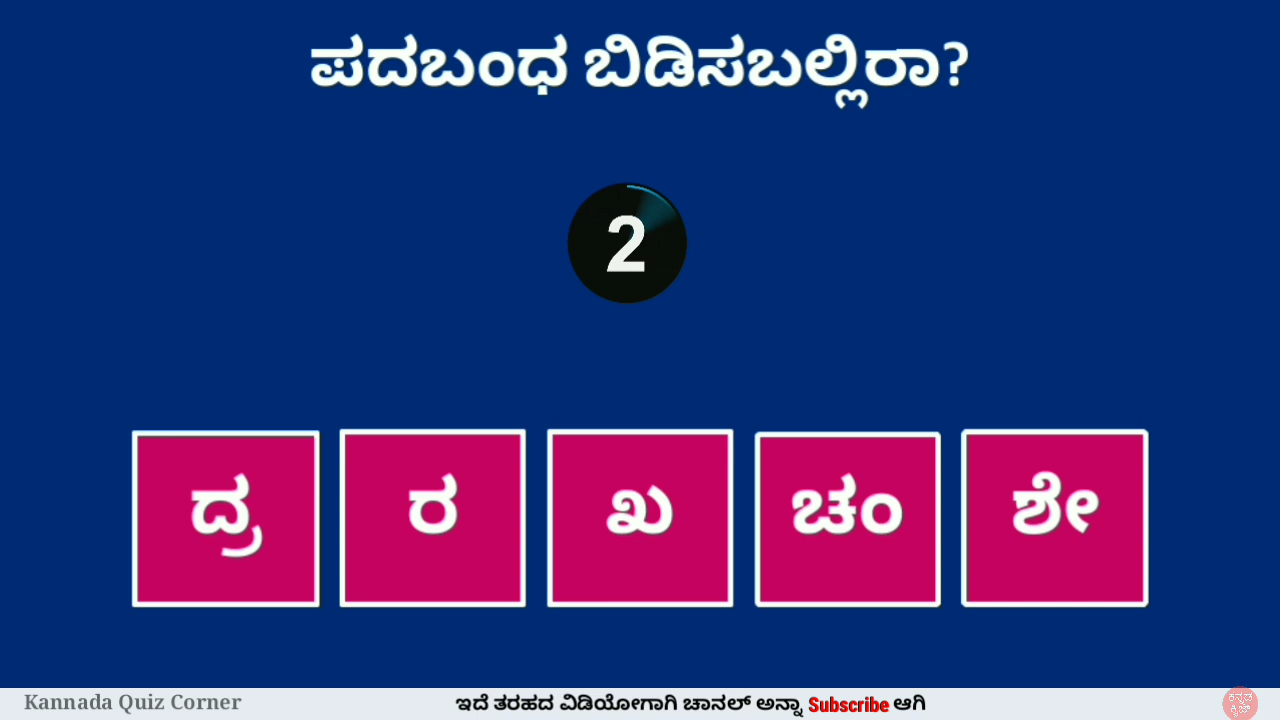 ಪದಬಂಧ ಬಿಡಿಸಬಲ್ಲಿರಾ?
2
ದ್ರ ರ ಖ ಚಂ ಶೇ
Kannada Quiz Corner ಇದೆ ತರಹದ ವಿಡಿಯೋಗಾಗಿ ಚಾನಲ್ ಅನ್ನಾ Subscribe ಆಗಿ